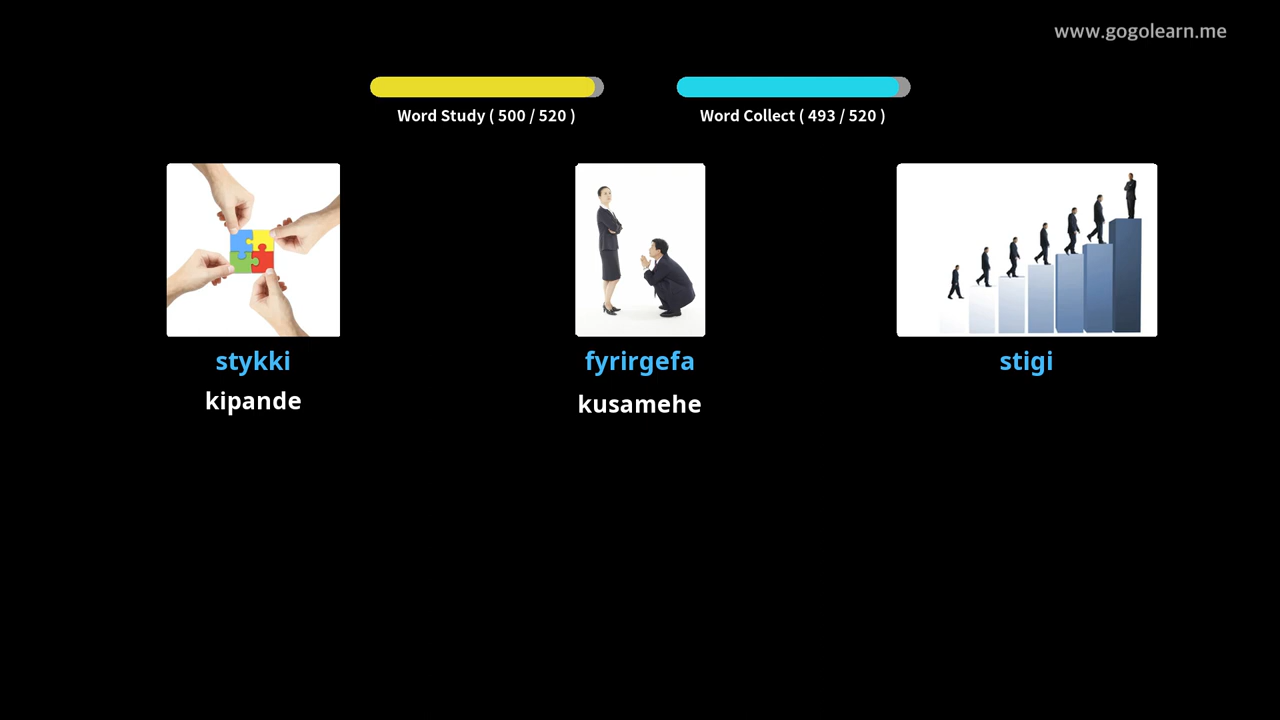 www.gogolearn.me
Word Study ( 500 / 520 )
Word Collect ( 493 / 520 )
stykki
fyrirgefa
stigi
kipande
kusamehe